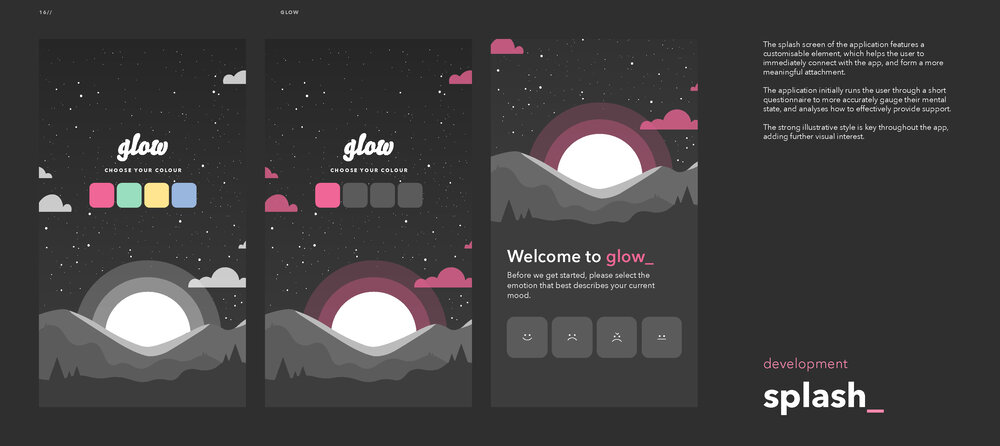 16//
GLOW
glow
CHOOSE YOUR COLOUR
glow
CHOOSE YOUR COLOUR
Welcome to glow_
Before we get started, please select the
emotion that best describes your current
mood.
The splash screen of the application features a
customisable element, which helps the user to
immediately connect with the app, and form a more
meaningful attachment.
The application initially runs the user through a short
questionnaire to more accurately gauge their mental
state, and analyses how to effectively provide support.
The strong illustrative style is key throughout the app,
adding further visual interest.
development
splash_